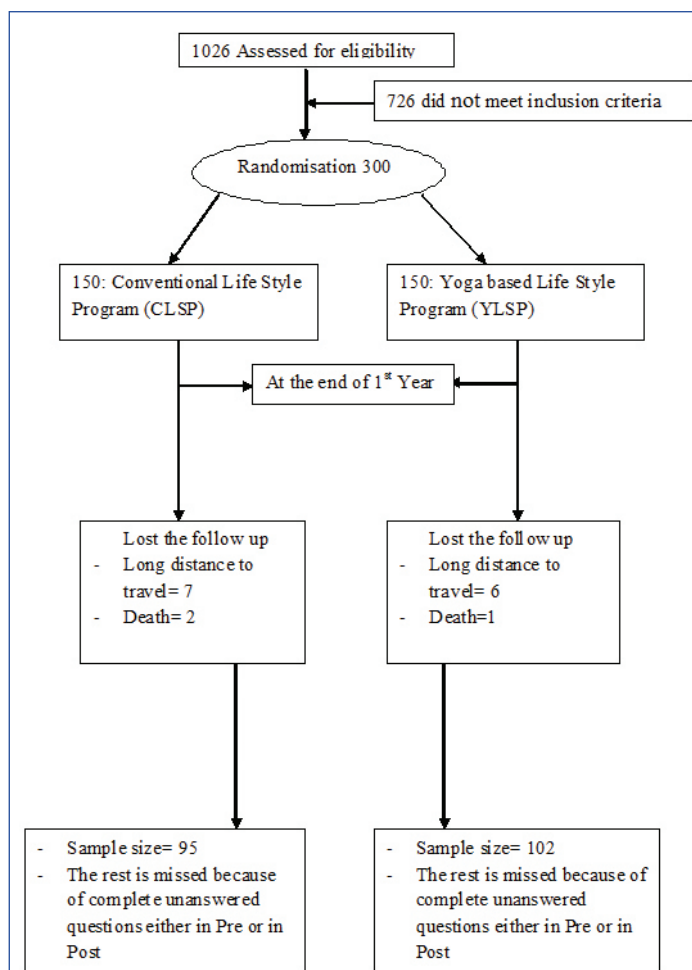 1026 Assessed for eligibility
726 did not meet inclusion criteria
Randomisation 300
150: Conventional Life Style
Program (CLSP)
150: Yoga based Life Style
Program (YLSP)
At the end of 1st Year
Lost the follow up
- Long distance to
travel= 7
- Death= 2
Lost the follow up
- Long distance to
travel= 6
- Death=1
- Sample size= 95
- The rest is missed because
of complete unanswered
questions either in Pre or in
Post
- Sample size= 102
- The rest is missed because of
complete unanswered
questions either in Pre or in
Post